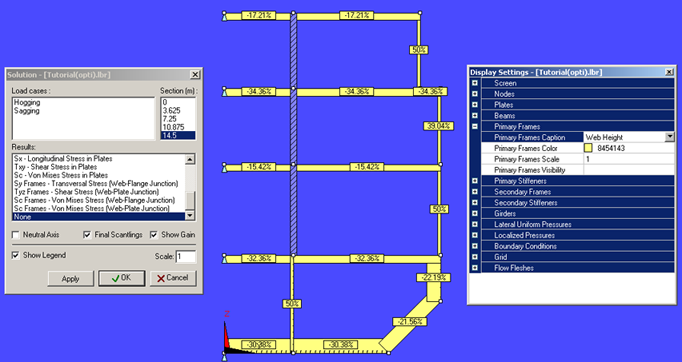 -17.21% -17.21%
50%
-34.36% -34.36% -34.36%
39.04%
-15.42% -15.42%
50%
-32.36% -32.36%
-22.19%
50%
-21.56%
-30.38% -30.38%
Solution - [Tutorial(opti).lbr]
Load cases :
Section (m) :
Hogging
Sagging
0
3.625
7.25
10.875
14.5
Results:
Sx - Longitudinal Stress in Plates
Txy - Shear Stress in Plates
Sc - Von Mises Stress in Plates
Sy Frames - Transversal Stress (Web-Flange Junction)
Tyz Frames - Shear Stress (Web-Plate Junction)
Sc Frames - Von Mises Stress (Web-Flange Junction)
Sc Frames - Von Mises Stress (Web-Plate Junction)
None
Neutral Axis
Final Scantlings
Show Gain
Show Legend
Scale: 1
Apply
OK
Cancel
Display Settings - [Tutorial(opti).lbr]
Screen
Nodes
Plates
Beams
Primary Frames
Primary Frames Caption Web Height
Primary Frames Color 8454143
Primary Frames Scale 1
Primary Frames Visibility
Primary Stiffeners
Secondary Frames
Secondary Stiffeners
Girders
Lateral Uniform Pressures
Localized Pressures
Boundary Conditions
Grid
Flow Fleshes